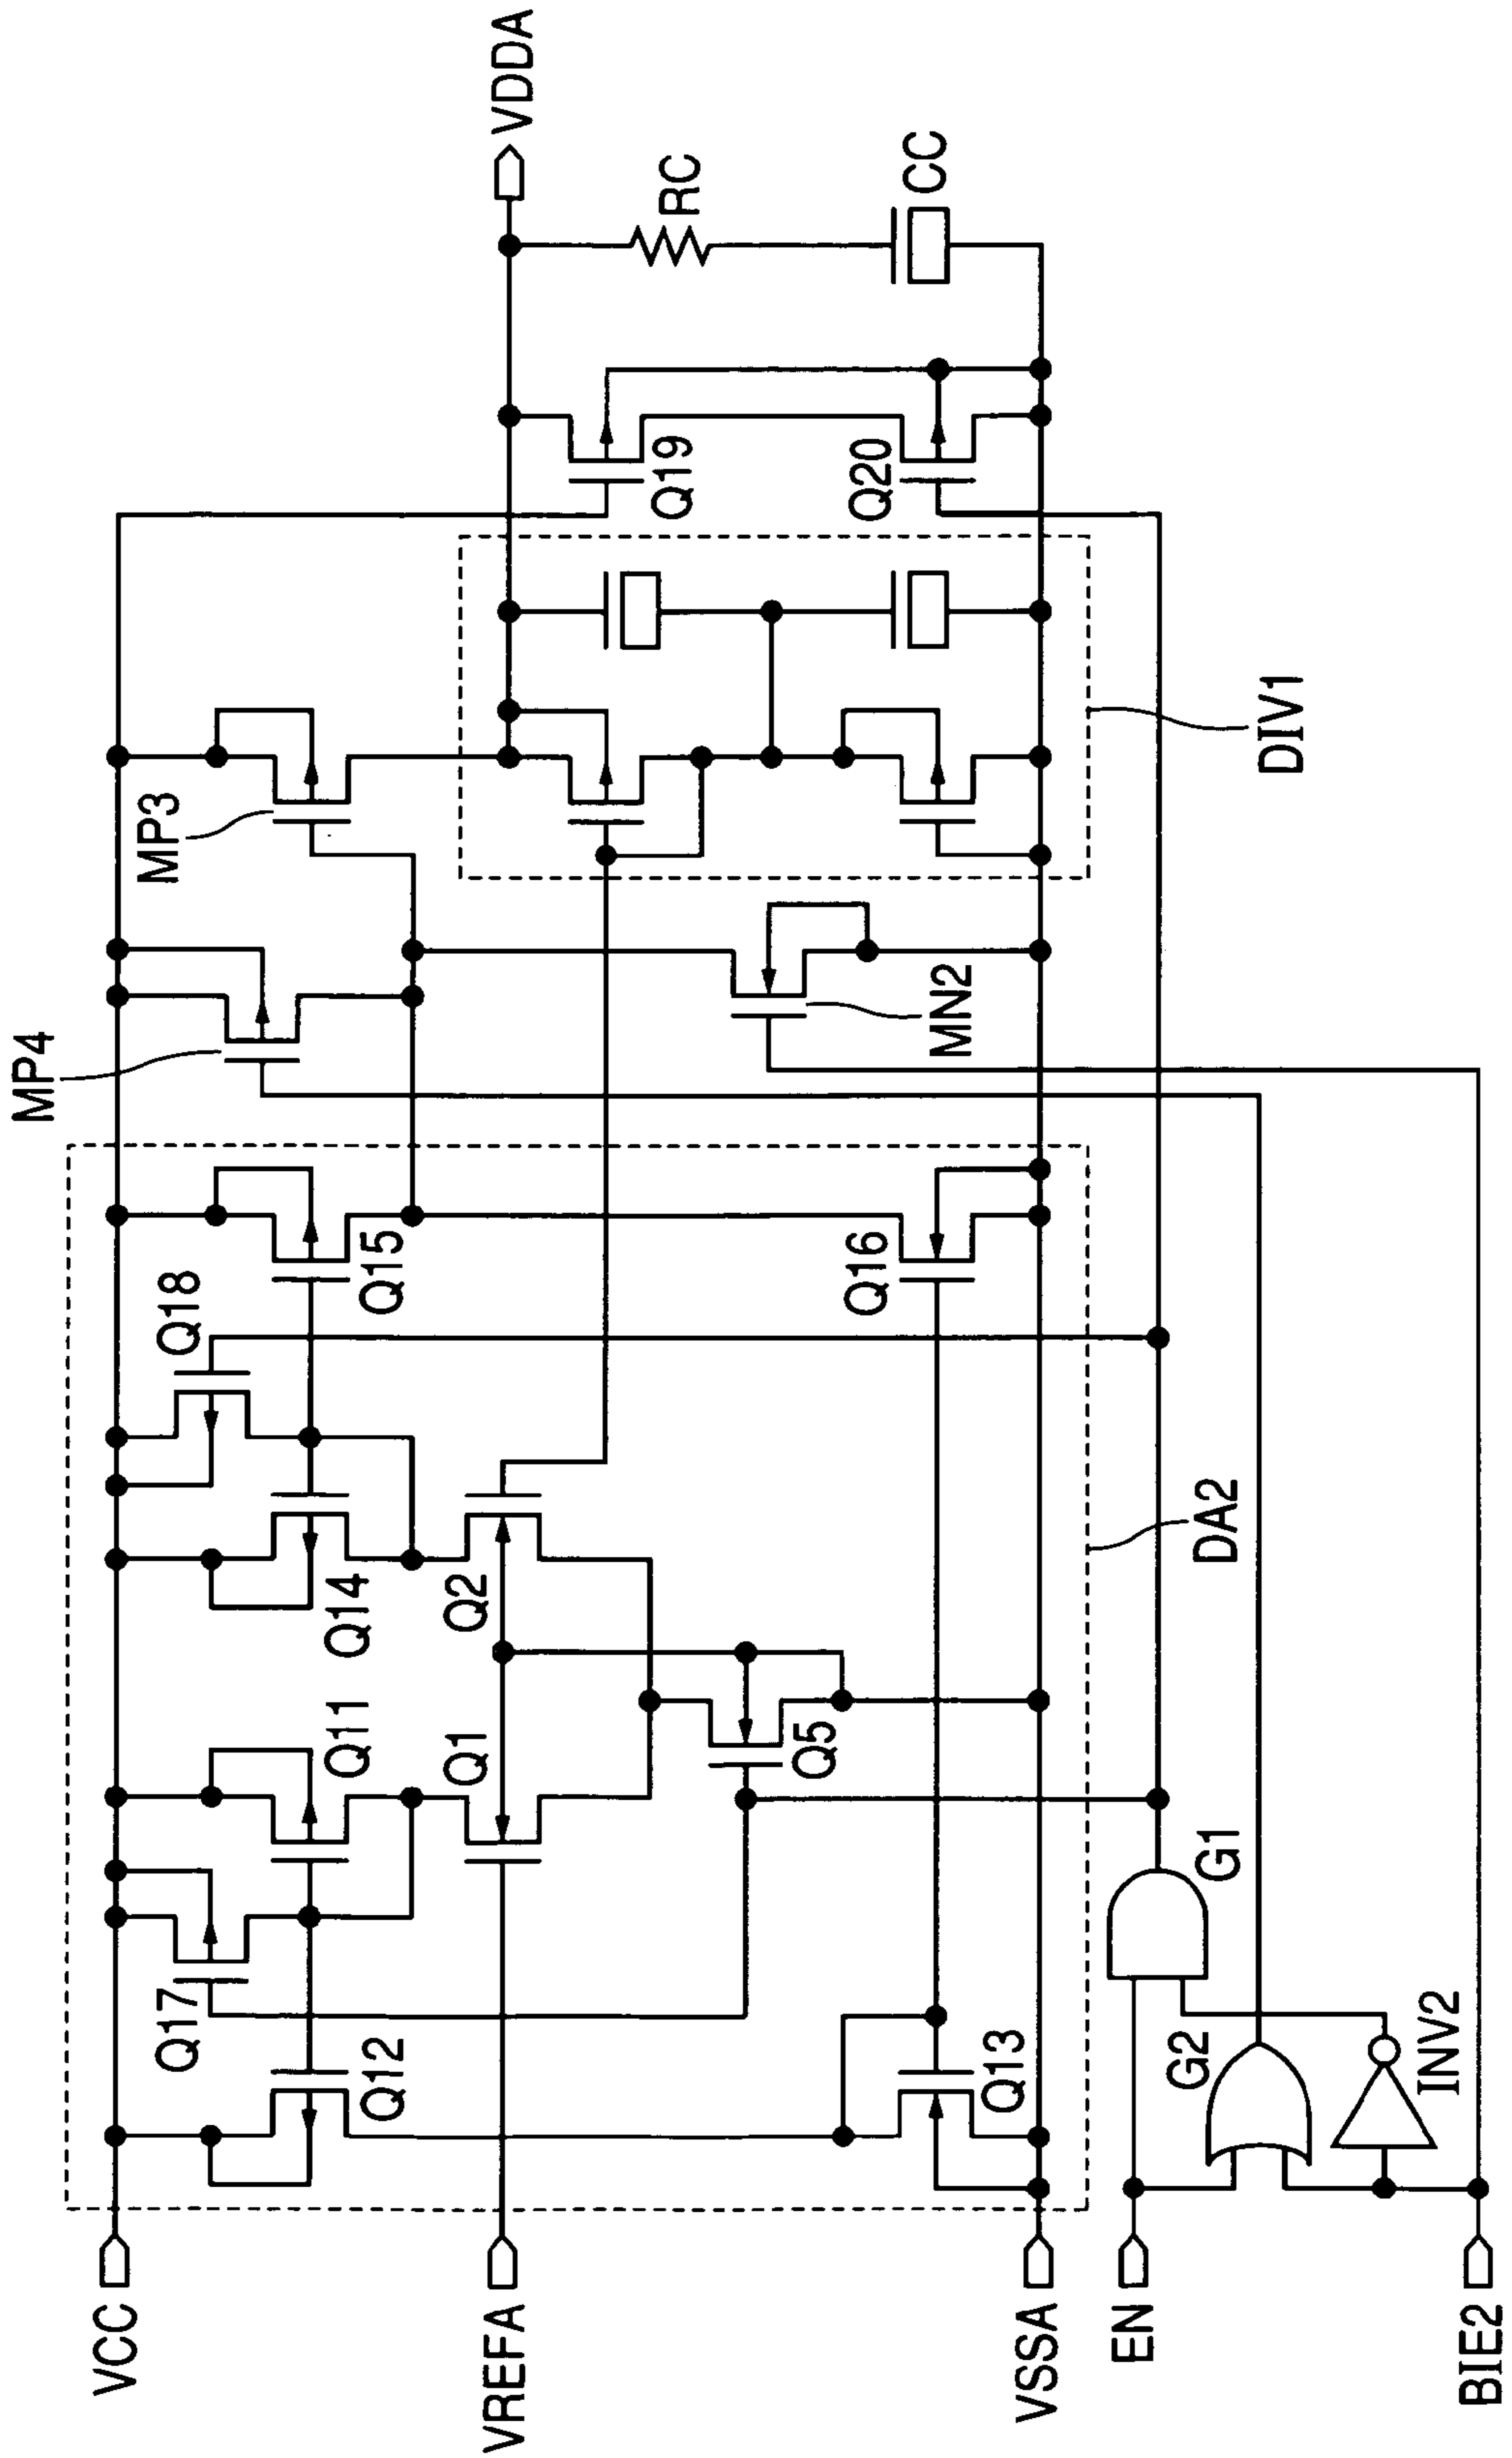 VCC
VREFA
VSSA
EN
BIE2
Q17
Q12
Q13
G2
INV2
G1
Q11
Q1
Q5
Q14
Q2
DA2
Q18
Q15
Q16
MP4
MN2
MP3
DIV1
Q19
Q20
RC
CC
VDDA